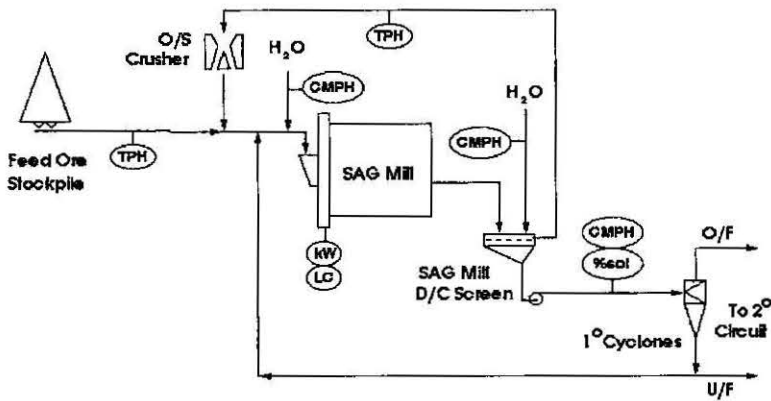 O/S
Crusher
TPH
H₂O
CMPH
H₂O
CMPH
TPH
Feed Ore
Stockpile
SAG Mill
CMPH
%sol
O/F
kW
LC
SAG Mill
D/C Screen
To 2°
Circuit
1° Cyclones
U/F